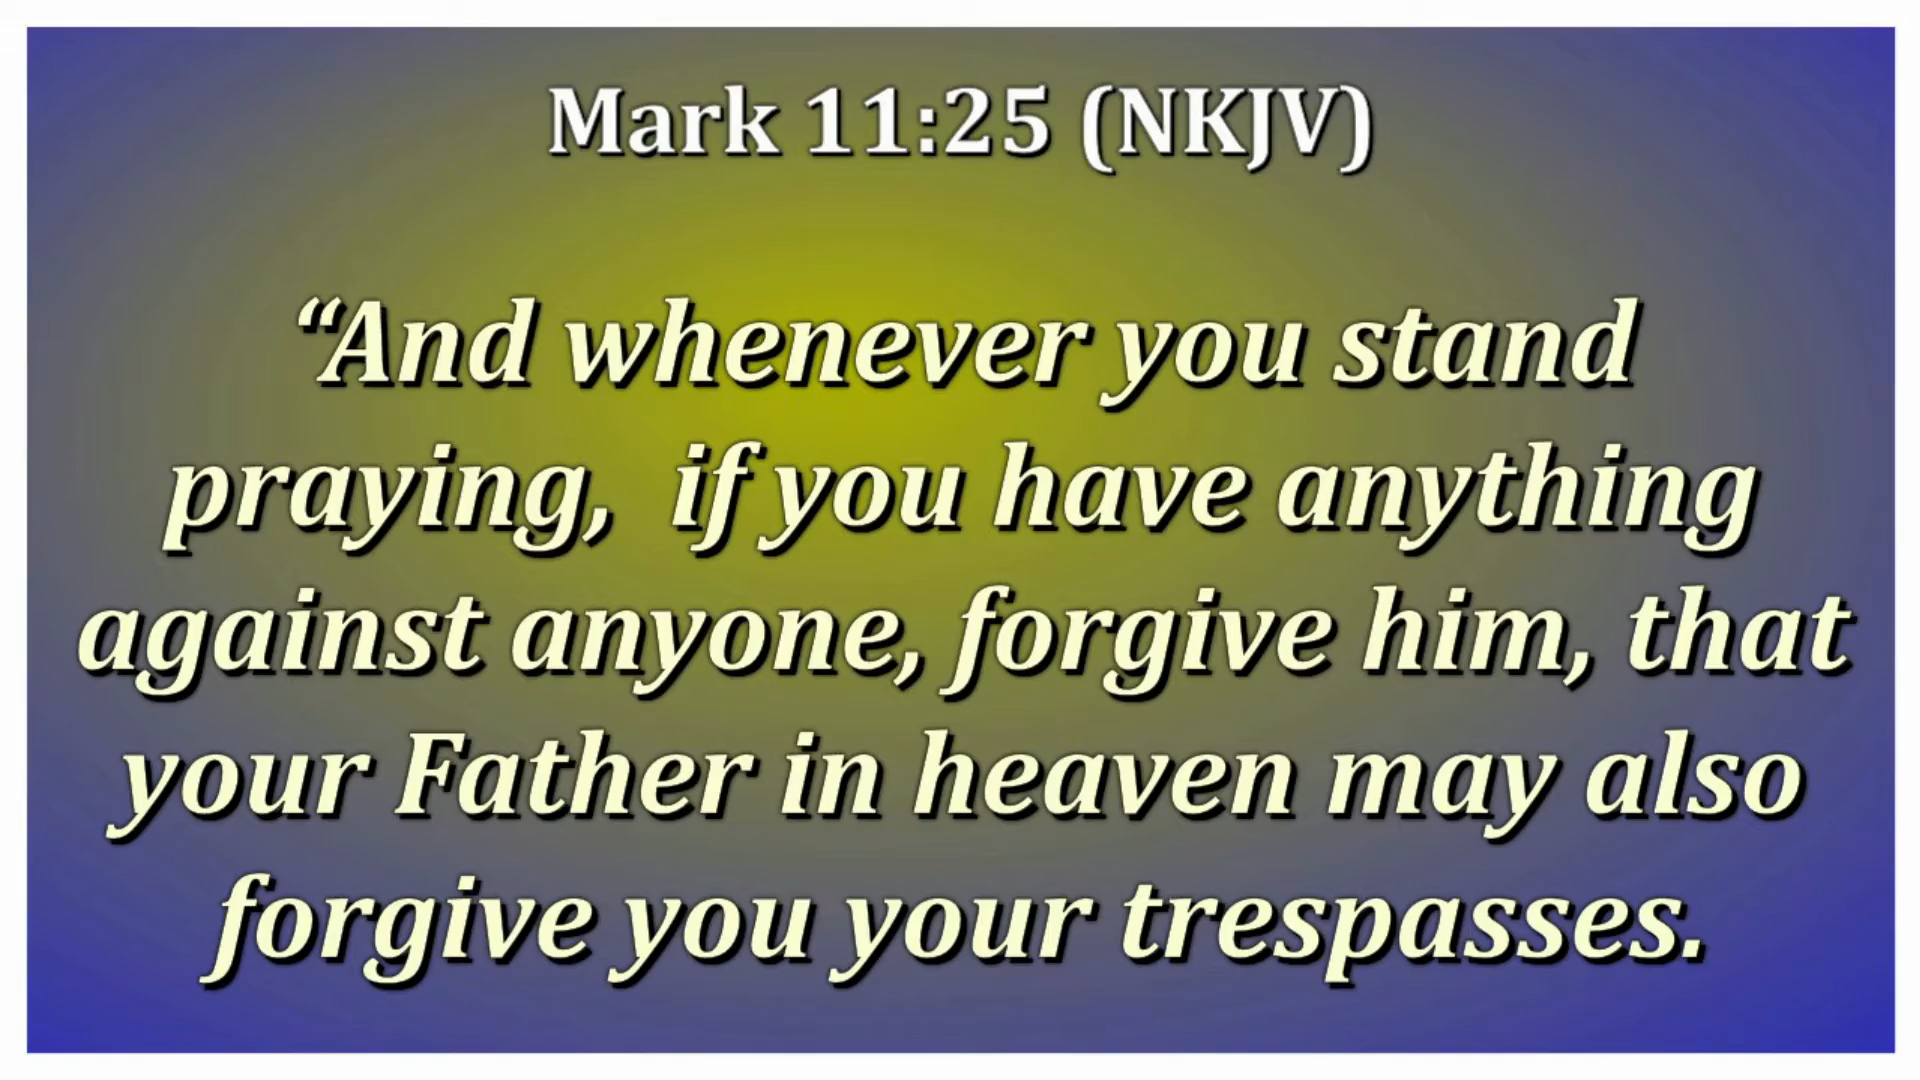 Mark 11:25 (NKJV)
“And whenever you stand
praying,  if you have anything
against anyone, forgive him, that
your Father in heaven may also
forgive you your trespasses.